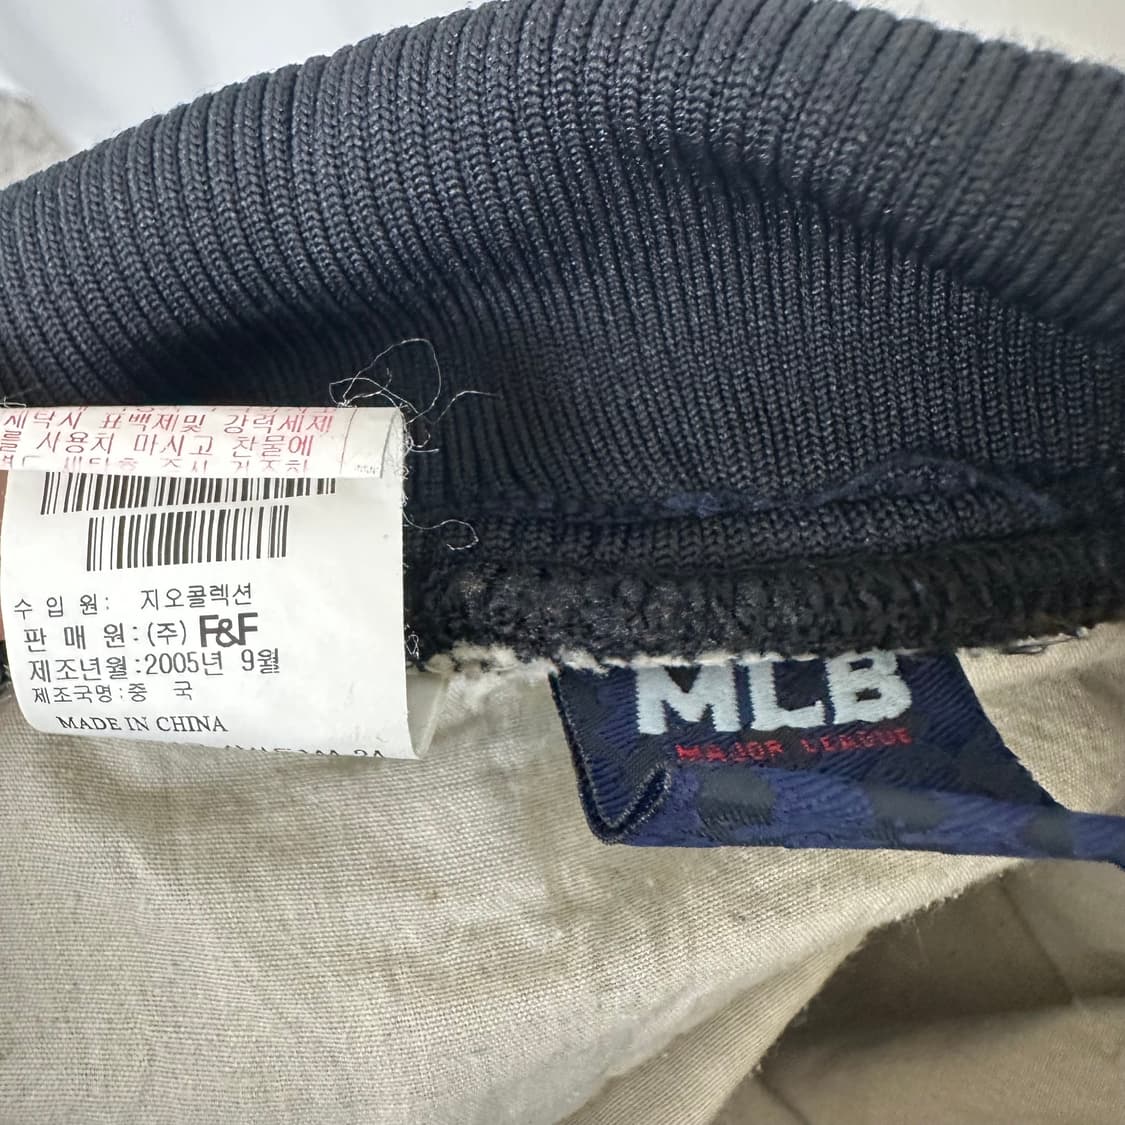 세탁시 표백제및 강력세제
를 사용치 마시고 찬물에
수 입 원: 지오콜렉션
판 매 원:(주) F&F
제조년월:2005년 9월
제조국명:중 국
MADE IN CHINA
MLB
MAJOR LEAGUE